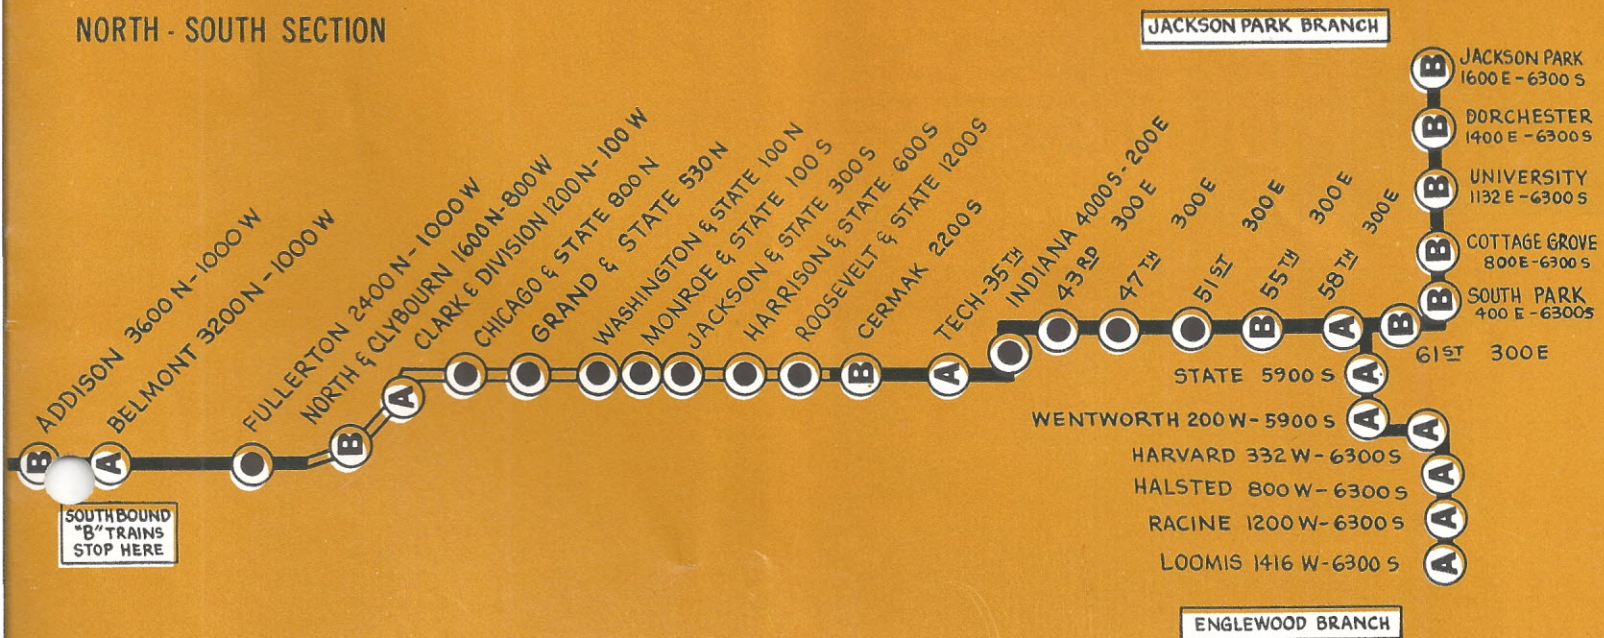 NORTH - SOUTH SECTION
JACKSON PARK BRANCH
ADDISON 3600 N - 1000 W
BELMONT 3200 N - 1000 W
FULLERTON 2400 N - 1000 W
NORTH & CLYBOURN 1600 N - 800 W
CLARK & DIVISION 1200 N - 100 W
CHICAGO & STATE 800 N
GRAND & STATE 530 N
WASHINGTON & STATE 100 N
MONROE & STATE 100 S
JACKSON & STATE 300 S
HARRISON & STATE 600 S
ROOSEVELT & STATE 1200 S
CERMAK 2200 S
TECH - 35TH
INDIANA 4000 S - 200 E
43RD 300 E
47TH 300 E
51ST 300 E
55TH 300 E
58TH 300 E
61ST 300 E
B
A
B
A
B
A
B
A
B
JACKSON PARK
1600 E - 6300 S
B
DORCHESTER
1400 E - 6300 S
B
UNIVERSITY
1132 E - 6300 S
B
COTTAGE GROVE
800 E - 6300 S
B
SOUTH PARK
400 E - 6300 S
B
STATE 5900 S
A
WENTWORTH 200 W - 5900 S
A
HARVARD 332 W - 6300 S
A
HALSTED 800 W - 6300 S
A
RACINE 1200 W - 6300 S
A
LOOMIS 1416 W - 6300 S
A
SOUTHBOUND
"B" TRAINS
STOP HERE
ENGLEWOOD BRANCH